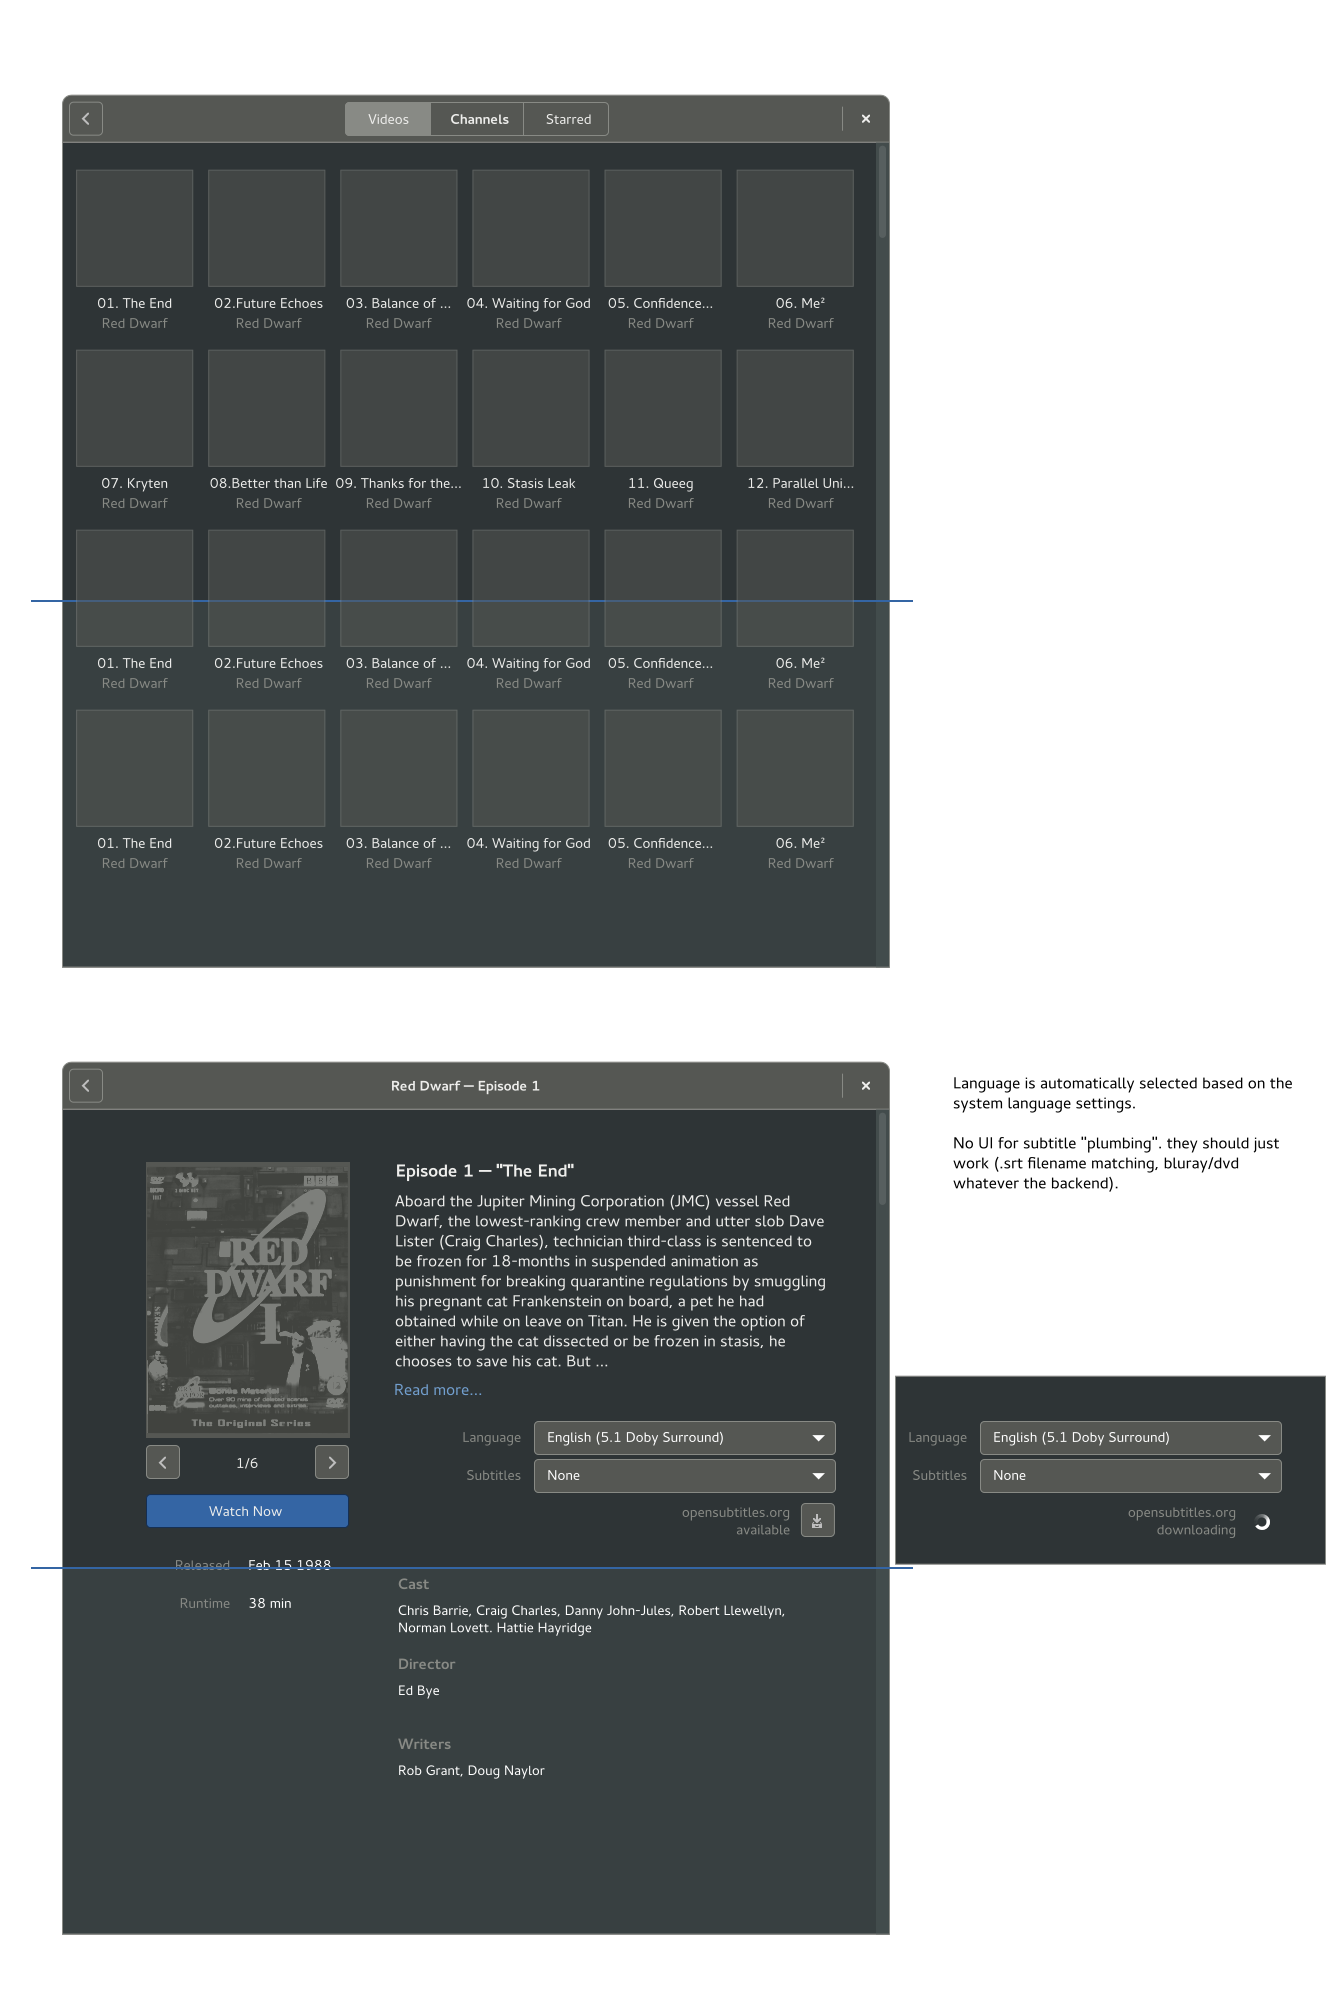 Videos Channels Starred
01. The End 02.Future Echoes 03. Balance of ... 04. Waiting for God 05. Confidence... 06. Me²
Red Dwarf Red Dwarf Red Dwarf Red Dwarf Red Dwarf Red Dwarf
07. Kryten 08.Better than Life 09. Thanks for the... 10. Stasis Leak 11. Queeg 12. Parallel Uni...
Red Dwarf Red Dwarf Red Dwarf Red Dwarf Red Dwarf Red Dwarf
01. The End 02.Future Echoes 03. Balance of ... 04. Waiting for God 05. Confidence... 06. Me²
Red Dwarf Red Dwarf Red Dwarf Red Dwarf Red Dwarf Red Dwarf
01. The End 02.Future Echoes 03. Balance of ... 04. Waiting for God 05. Confidence... 06. Me²
Red Dwarf Red Dwarf Red Dwarf Red Dwarf Red Dwarf Red Dwarf
Red Dwarf — Episode 1
Language is automatically selected based on the
system language settings.
No UI for subtitle "plumbing". they should just
work (.srt filename matching, bluray/dvd
whatever the backend).
BBC
RED
DWARF
I
Bonus Material
Over 90 mins of deleted scenes
outtakes, interviews and extras
DVD
The Original Series
1/6
Watch Now
Released Feb 15 1988
Runtime 38 min
Episode 1 — "The End"
Aboard the Jupiter Mining Corporation (JMC) vessel Red
Dwarf, the lowest-ranking crew member and utter slob Dave
Lister (Craig Charles), technician third-class is sentenced to
be frozen for 18-months in suspended animation as
punishment for breaking quarantine regulations by smuggling
his pregnant cat Frankenstein on board, a pet he had
obtained while on leave on Titan. He is given the option of
either having the cat dissected or be frozen in stasis, he
chooses to save his cat. But ...
Read more...
Language English (5.1 Doby Surround)
Subtitles None
opensubtitles.org
available
Cast
Chris Barrie, Craig Charles, Danny John-Jules, Robert Llewellyn,
Norman Lovett. Hattie Hayridge
Director
Ed Bye
Writers
Rob Grant, Doug Naylor
Language English (5.1 Doby Surround)
Subtitles None
opensubtitles.org
downloading